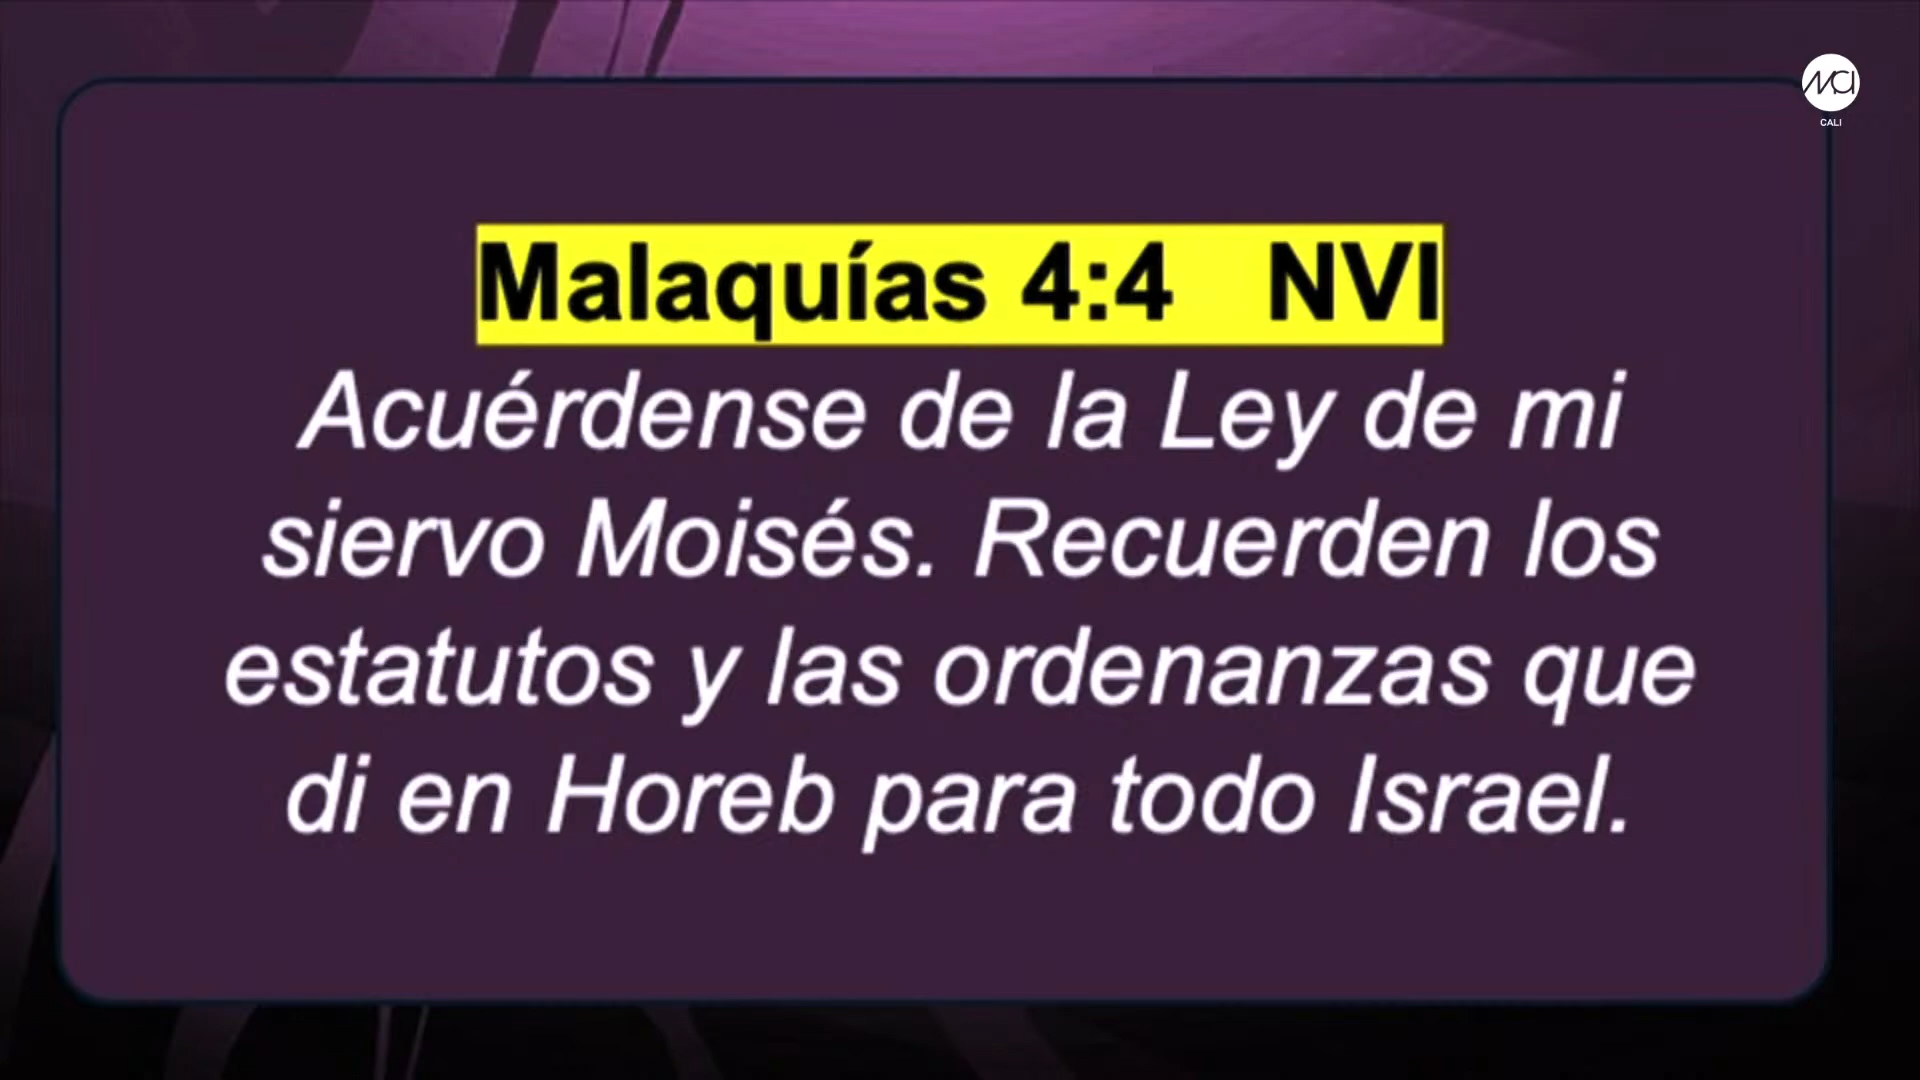 MCI
CALI
Malaquías 4:4 NVI
Acuérdense de la Ley de mi
siervo Moisés. Recuerden los
estatutos y las ordenanzas que
di en Horeb para todo Israel.